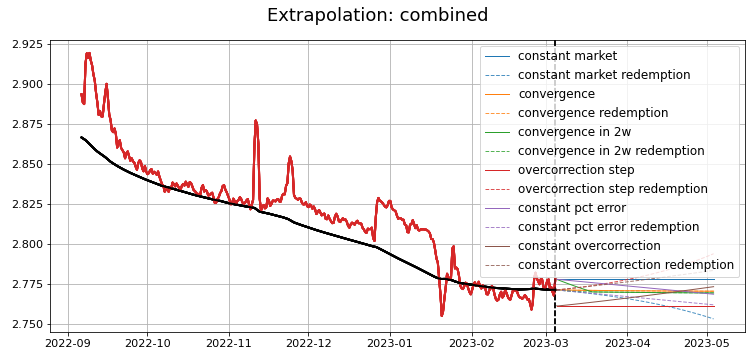 Extrapolation: combined
2.925
2.900
2.875
2.850
2.825
2.800
2.775
2.750
constant market
constant market redemption
convergence
convergence redemption
convergence in 2w
convergence in 2w redemption
overcorrection step
overcorrection step redemption
constant pct error
constant pct error redemption
constant overcorrection
constant overcorrection redemption
2022-09 2022-10 2022-11 2022-12 2023-01 2023-02 2023-03 2023-04 2023-05